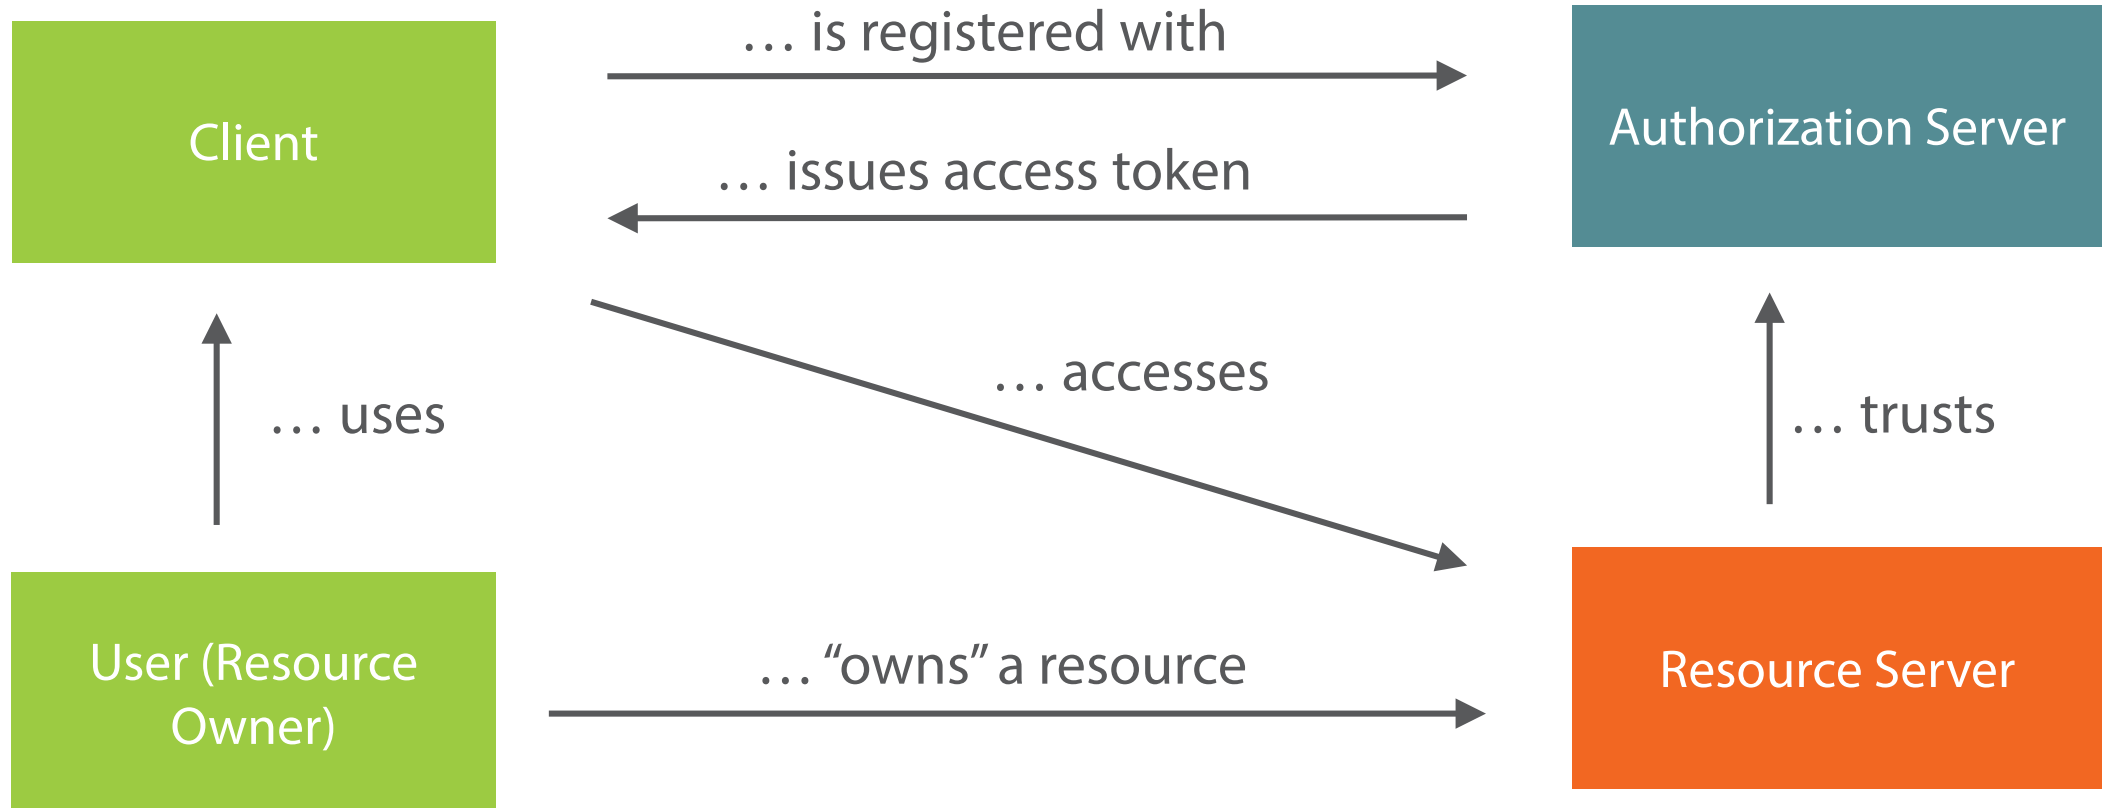 … is registered with
Client
Authorization Server
… issues access token
… accesses
… uses
… trusts
User (Resource
Owner)
… “owns” a resource
Resource Server